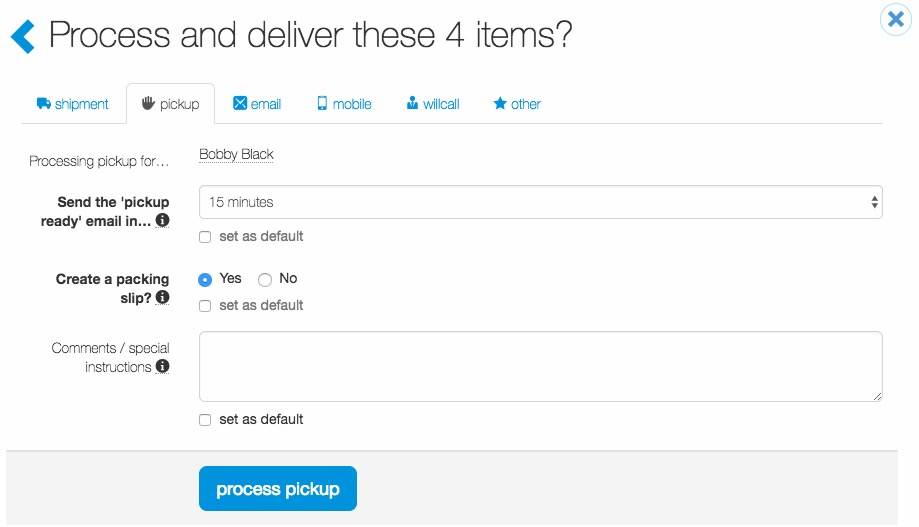 Process and deliver these 4 items?
shipment pickup email mobile willcall other
Processing pickup for... Bobby Black
Send the 'pickup
ready' email in...
15 minutes
set as default
Create a packing
slip?
Yes No
set as default
Comments / special
instructions
set as default
process pickup